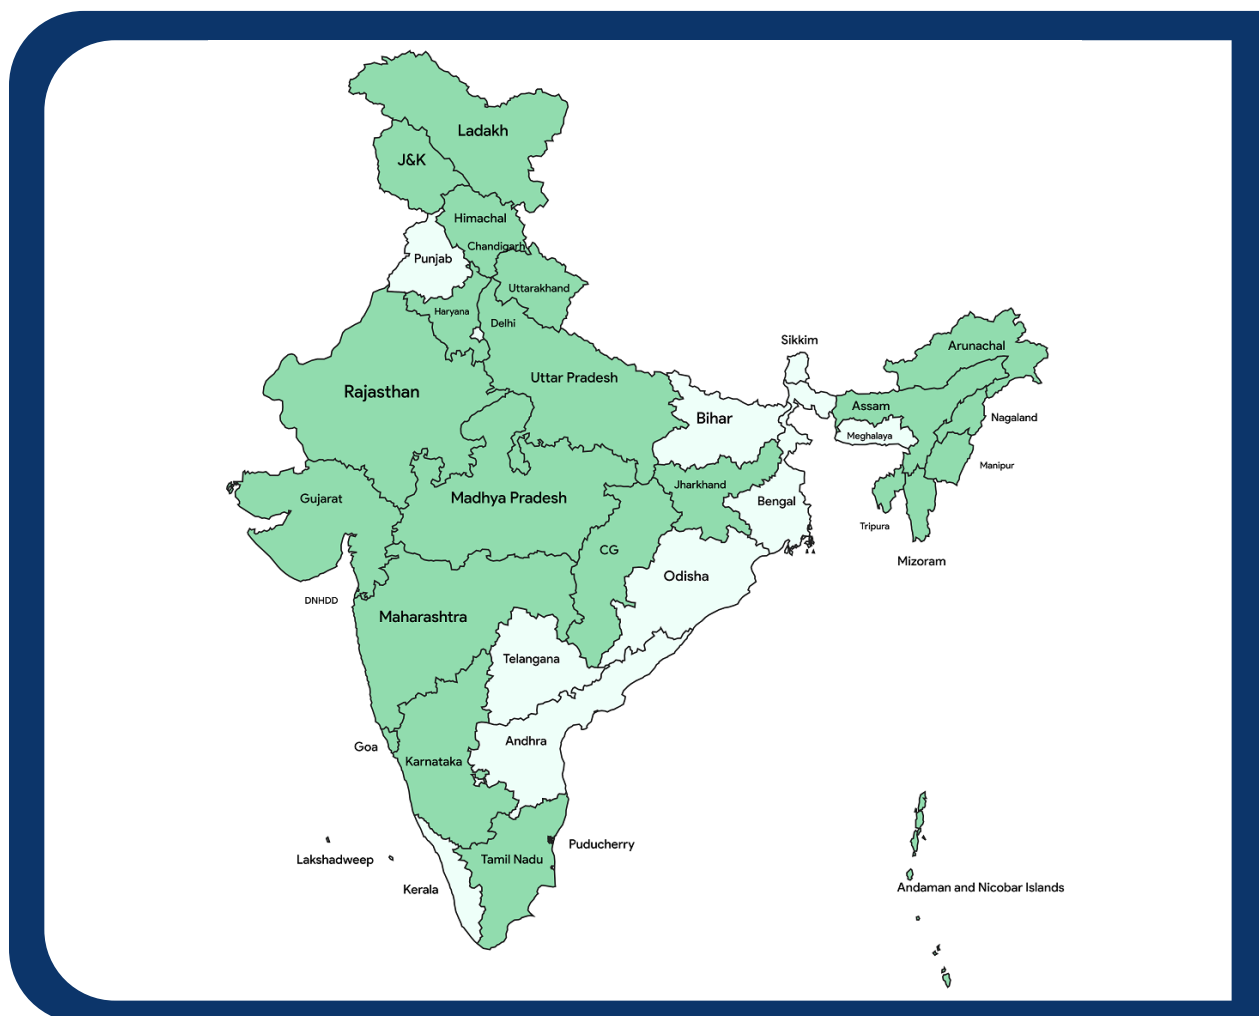 Ladakh
J&K
Himachal
Chandigarh
Punjab
Uttarakhand
Haryana
Delhi
Sikkim
Arunachal
Rajasthan
Uttar Pradesh
Bihar
Assam
Nagaland
Meghalaya
Manipur
Gujarat
Madhya Pradesh
Jharkhand
Bengal
Tripura
CG
Mizoram
Odisha
DNHDD
Maharashtra
Telangana
Andhra
Goa
Karnataka
Puducherry
Lakshadweep
Tamil Nadu
Kerala
Andaman and Nicobar Islands